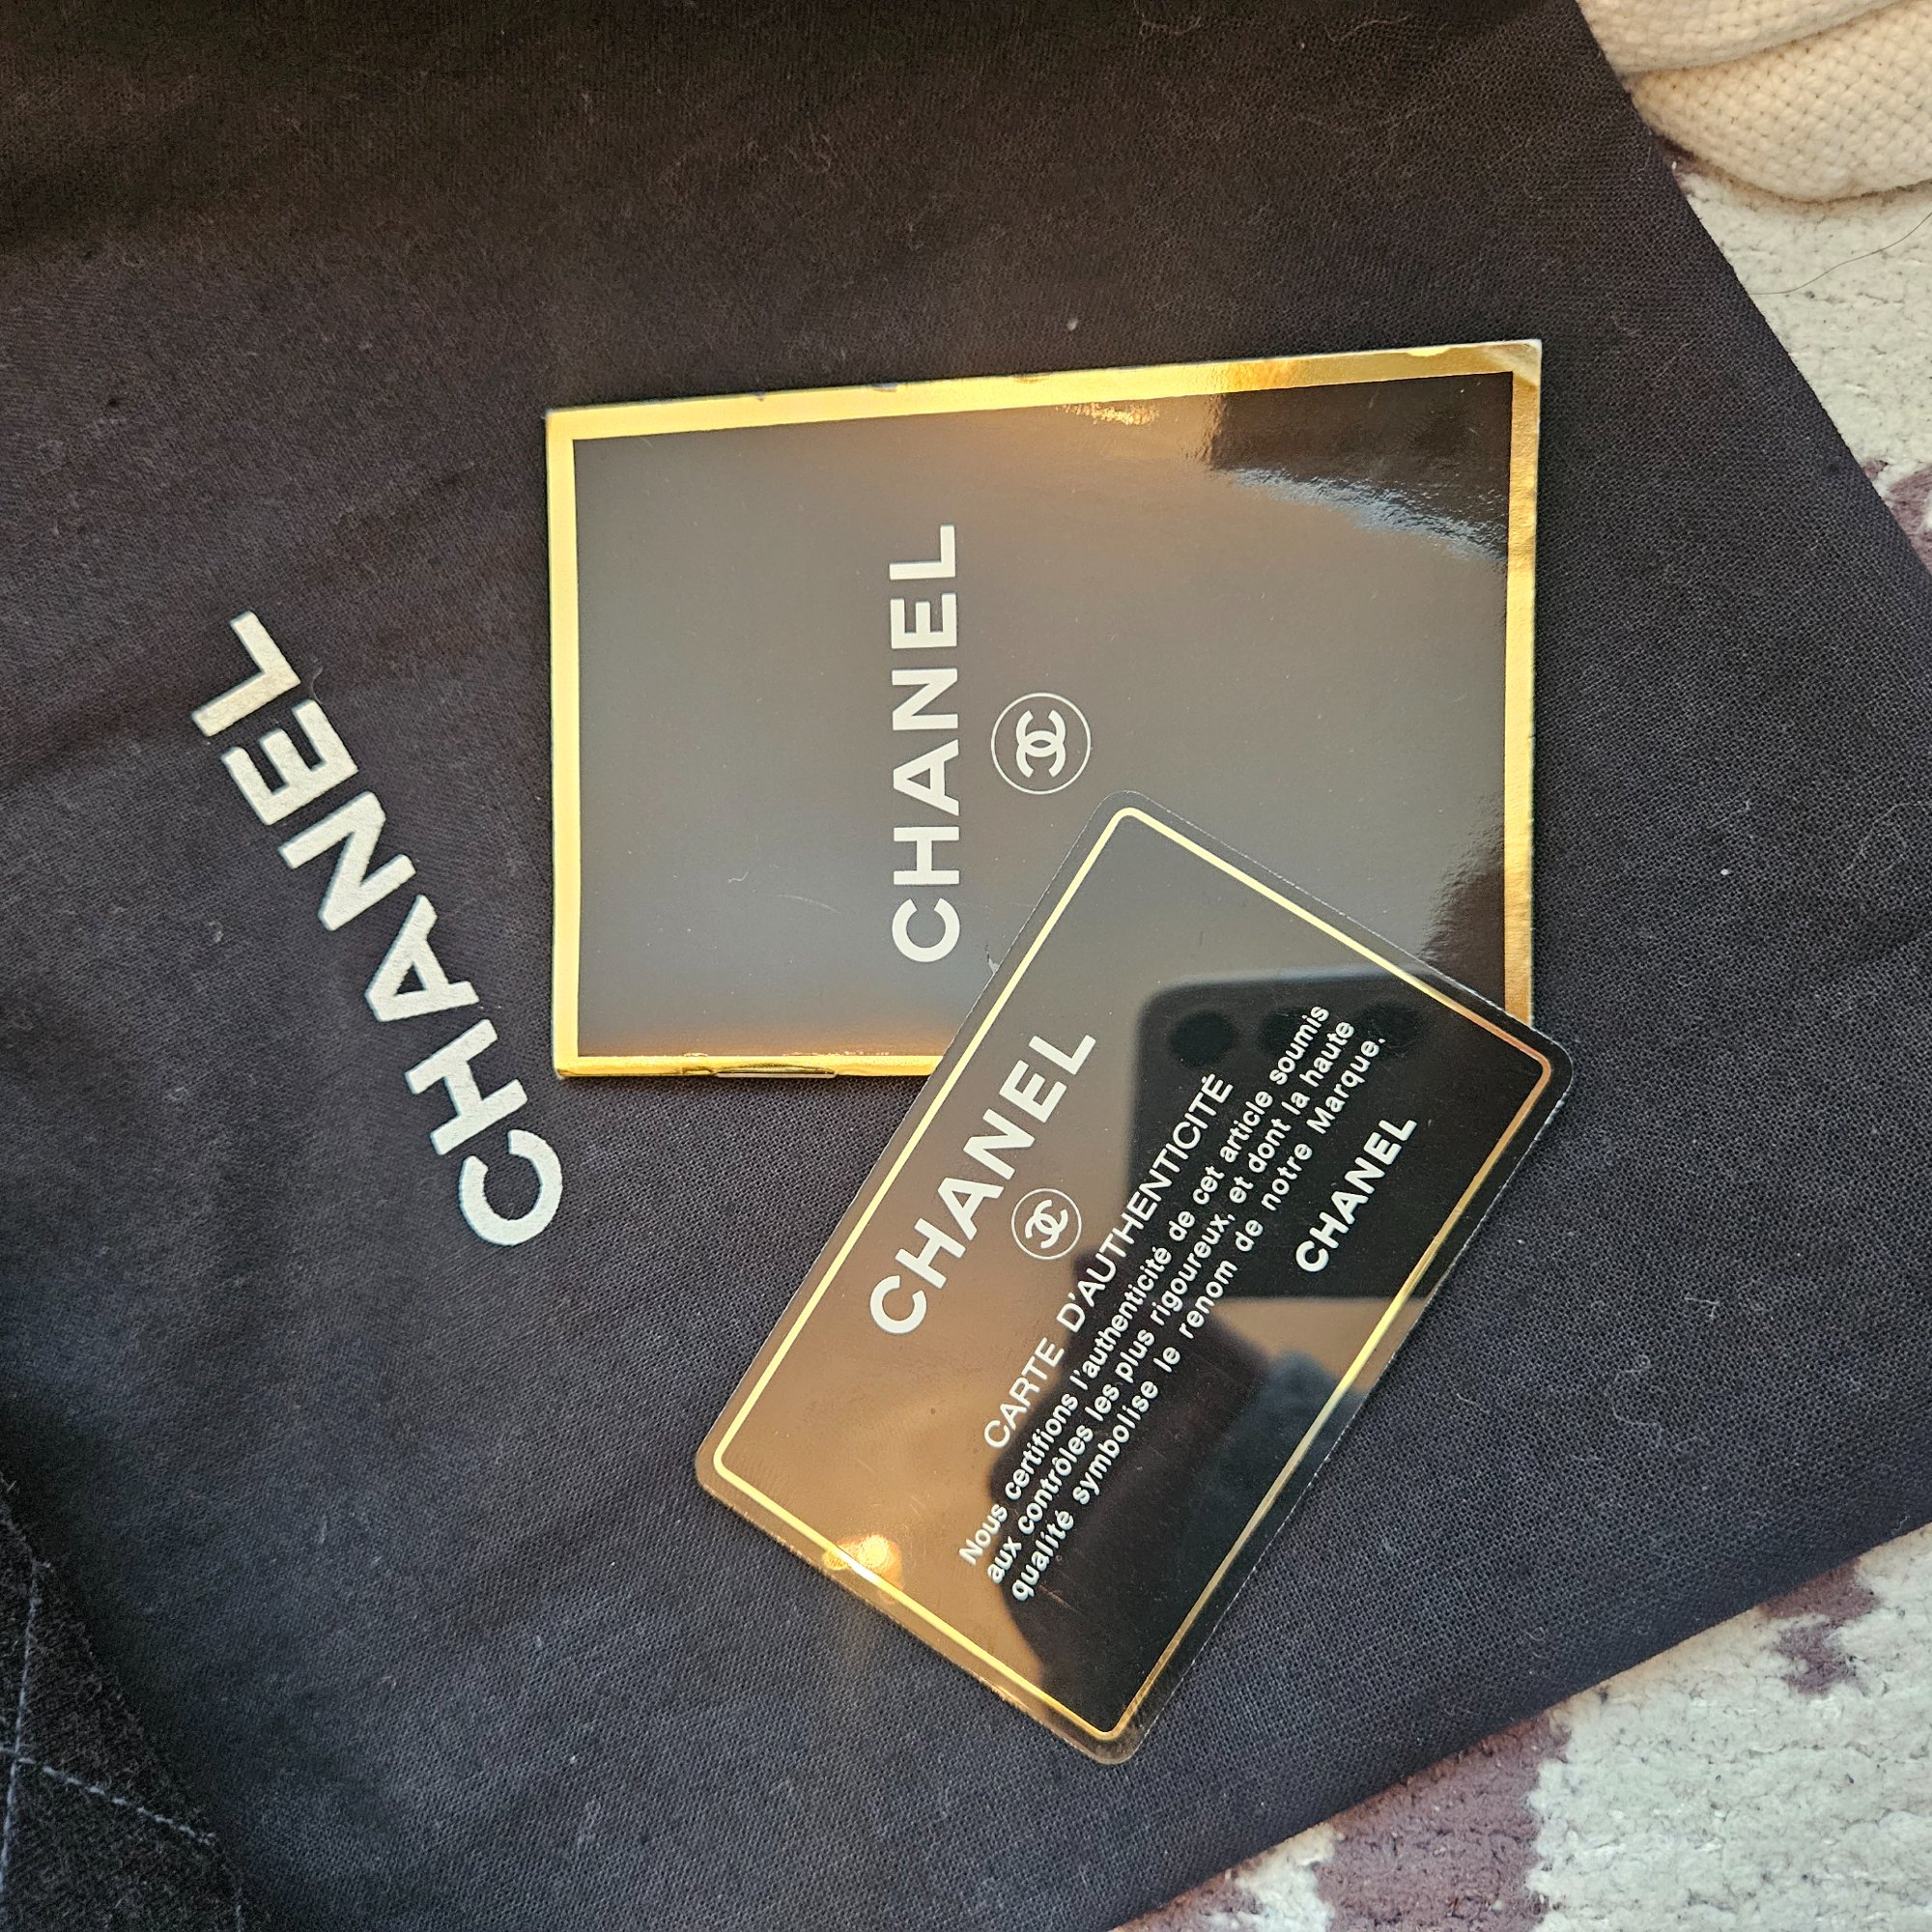 CHANEL
CHANEL
CHANEL
CARTE D'AUTHENTICITÉ
Nous certifions l'authenticité de cet article soumis
aux contrôles les plus rigoureux, et dont la haute
qualité symbolise le renom de notre Marque.
CHANEL